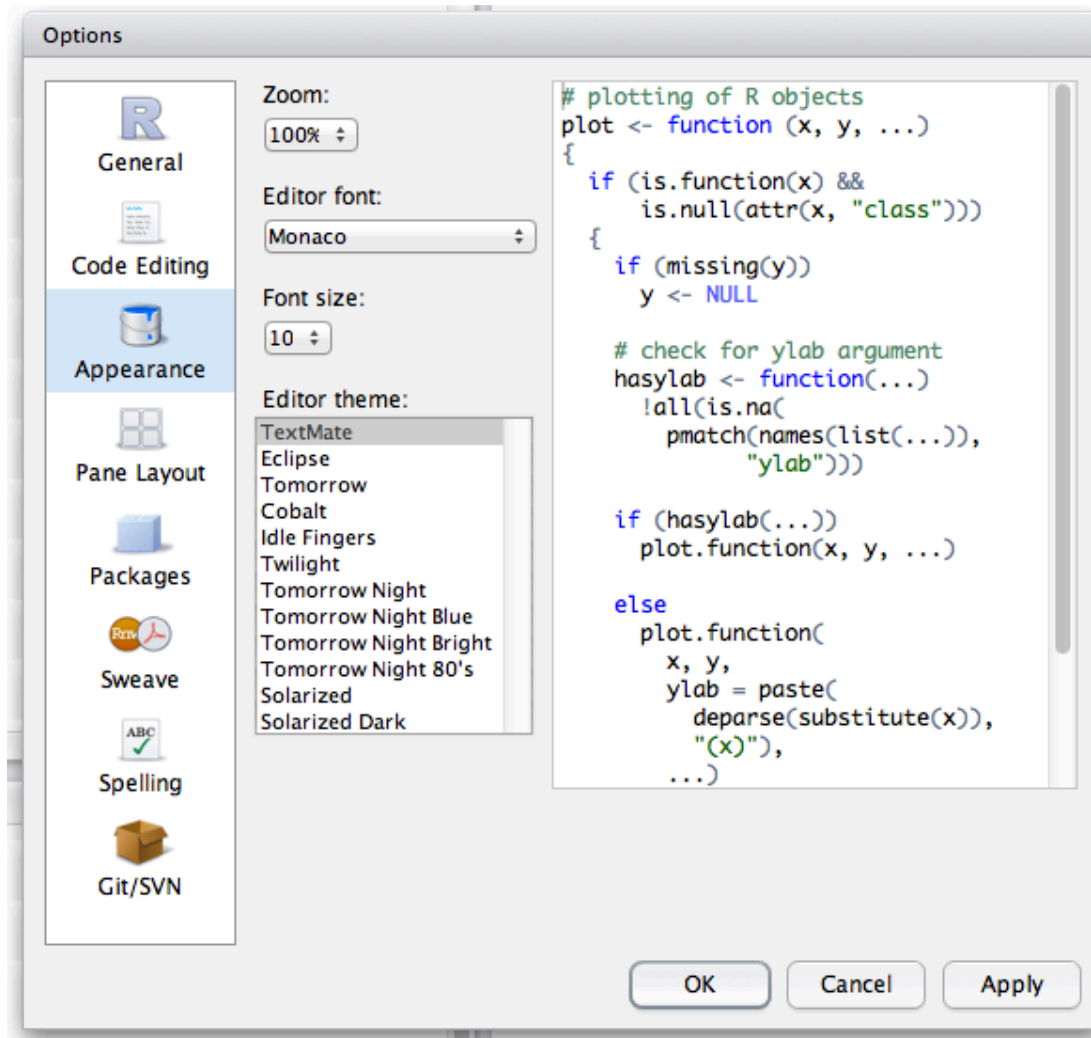 Options
R
General
Code Editing
Appearance
Pane Layout
Packages
Rnw
Sweave
ABC
Spelling
Git/SVN
Zoom:
100%
Editor font:
Monaco
Font size:
10
Editor theme:
TextMate
Eclipse
Tomorrow
Cobalt
Idle Fingers
Twilight
Tomorrow Night
Tomorrow Night Blue
Tomorrow Night Bright
Tomorrow Night 80's
Solarized
Solarized Dark
# plotting of R objects
plot <- function (x, y, ...)
{
  if (is.function(x) &&
      is.null(attr(x, "class")))
  {
    if (missing(y))
      y <- NULL
    # check for ylab argument
    hasylab <- function(...)
      !all(is.na(
        pmatch(names(list(...)),
              "ylab")))
    if (hasylab(...))
      plot.function(x, y, ...)
    else
      plot.function(
        x, y,
        ylab = paste(
          deparse(substitute(x)),
          "(x)"),
        ...)
OK
Cancel
Apply